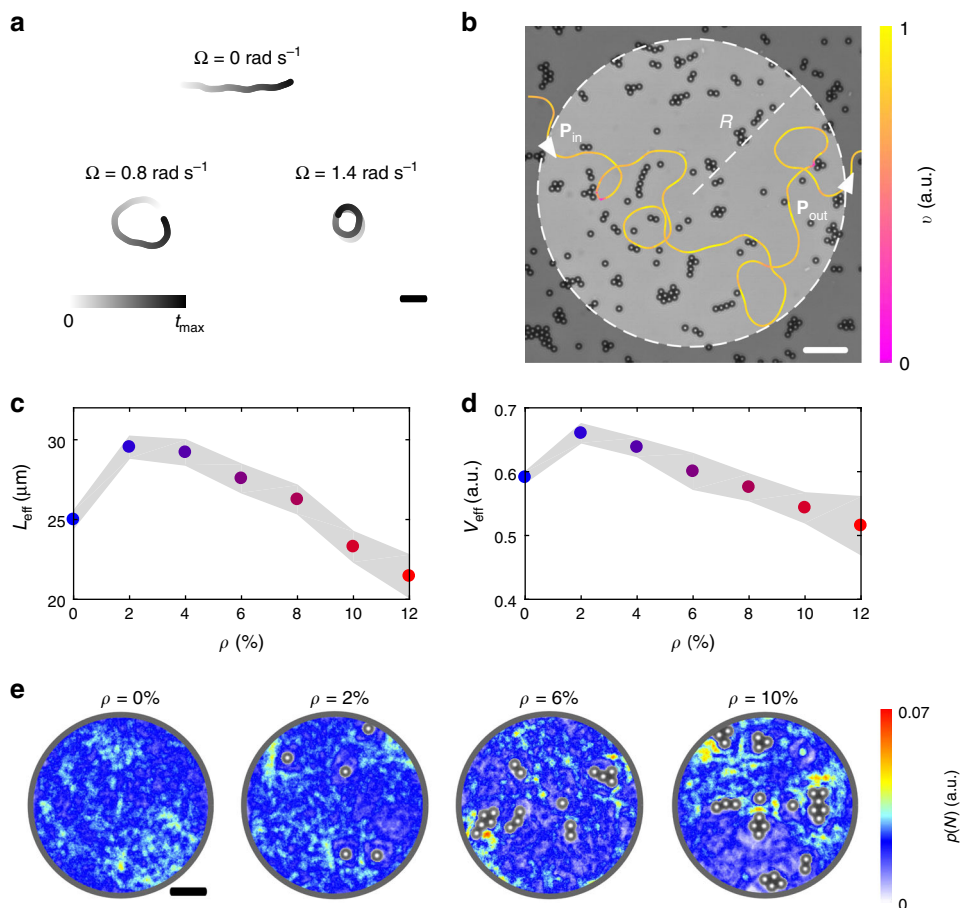 a
Ω = 0 rad s⁻¹
Ω = 0.8 rad s⁻¹
Ω = 1.4 rad s⁻¹
0
t_max
b
P_in
R
P_out
1
υ (a.u.)
0
c
30
25
20
L_eff (μm)
0 2 4 6 8 10 12
ρ (%)
d
0.7
0.6
0.5
0.4
V_eff (a.u.)
0 2 4 6 8 10 12
ρ (%)
e
ρ = 0%
ρ = 2%
ρ = 6%
ρ = 10%
0.07
p(N) (a.u.)
0